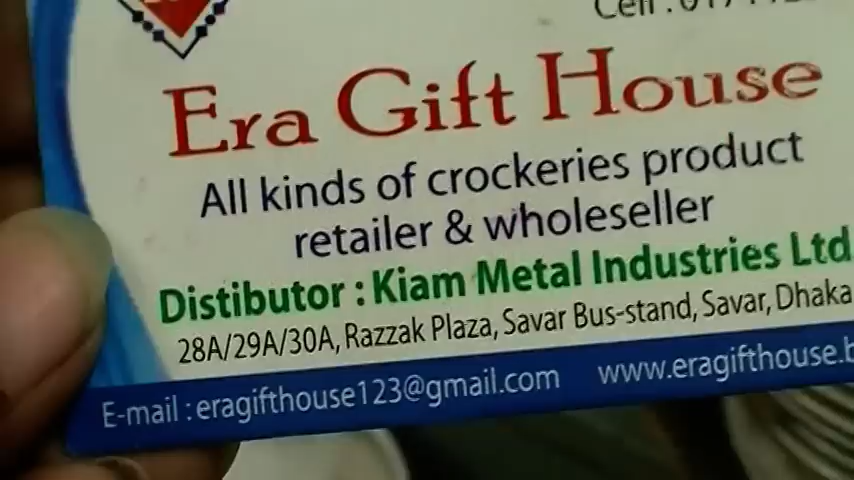 Cell :
Era Gift House
All kinds of crockeries product
retailer & wholeseller
Distibutor : Kiam Metal Industries Ltd
28A/29A/30A, Razzak Plaza, Savar Bus-stand, Savar, Dhaka
E-mail : eragifthouse123@gmail.com www.eragifthouse.b